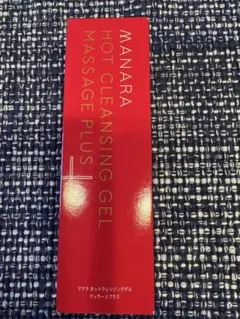 MANARA
HOT CLEANSING GEL
MASSAGE PLUS
マナラ ホットクレンジングゲル
マッサージプラス